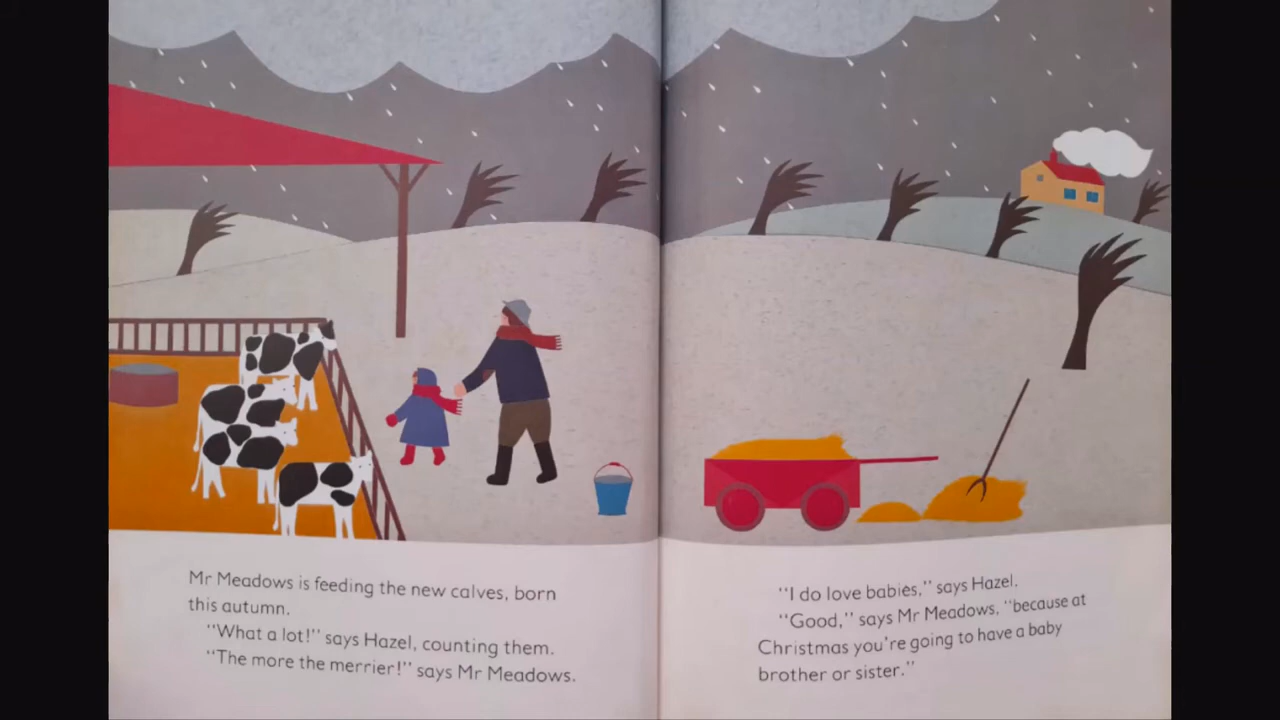 Mr Meadows is feeding the new calves, born
this autumn.
"What a lot!" says Hazel, counting them.
"The more the merrier!" says Mr Meadows.
"I do love babies," says Hazel.
"Good," says Mr Meadows, "because at
Christmas you're going to have a baby
brother or sister."